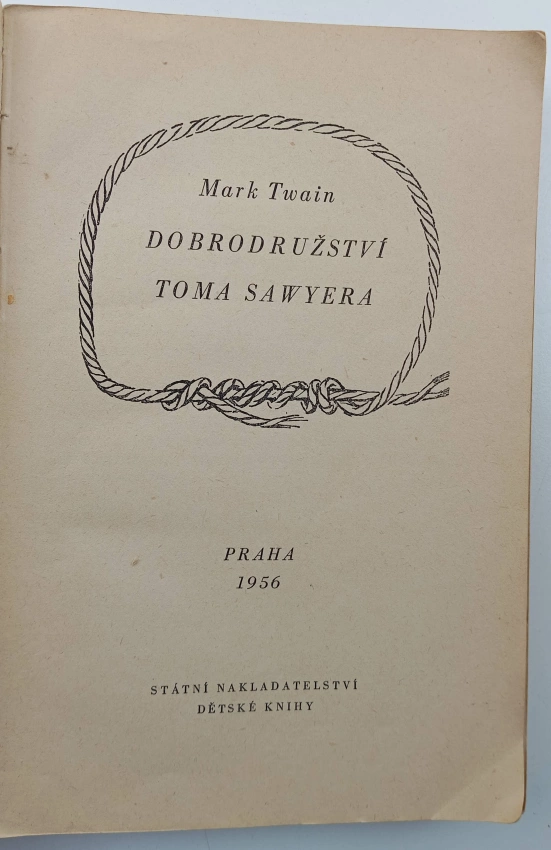 Mark Twain
DOBRODRUŽSTVÍ
TOMA SAWYERA
PRAHA
1956
STÁTNÍ NAKLADATELSTVÍ
DĚTSKÉ KNIHY